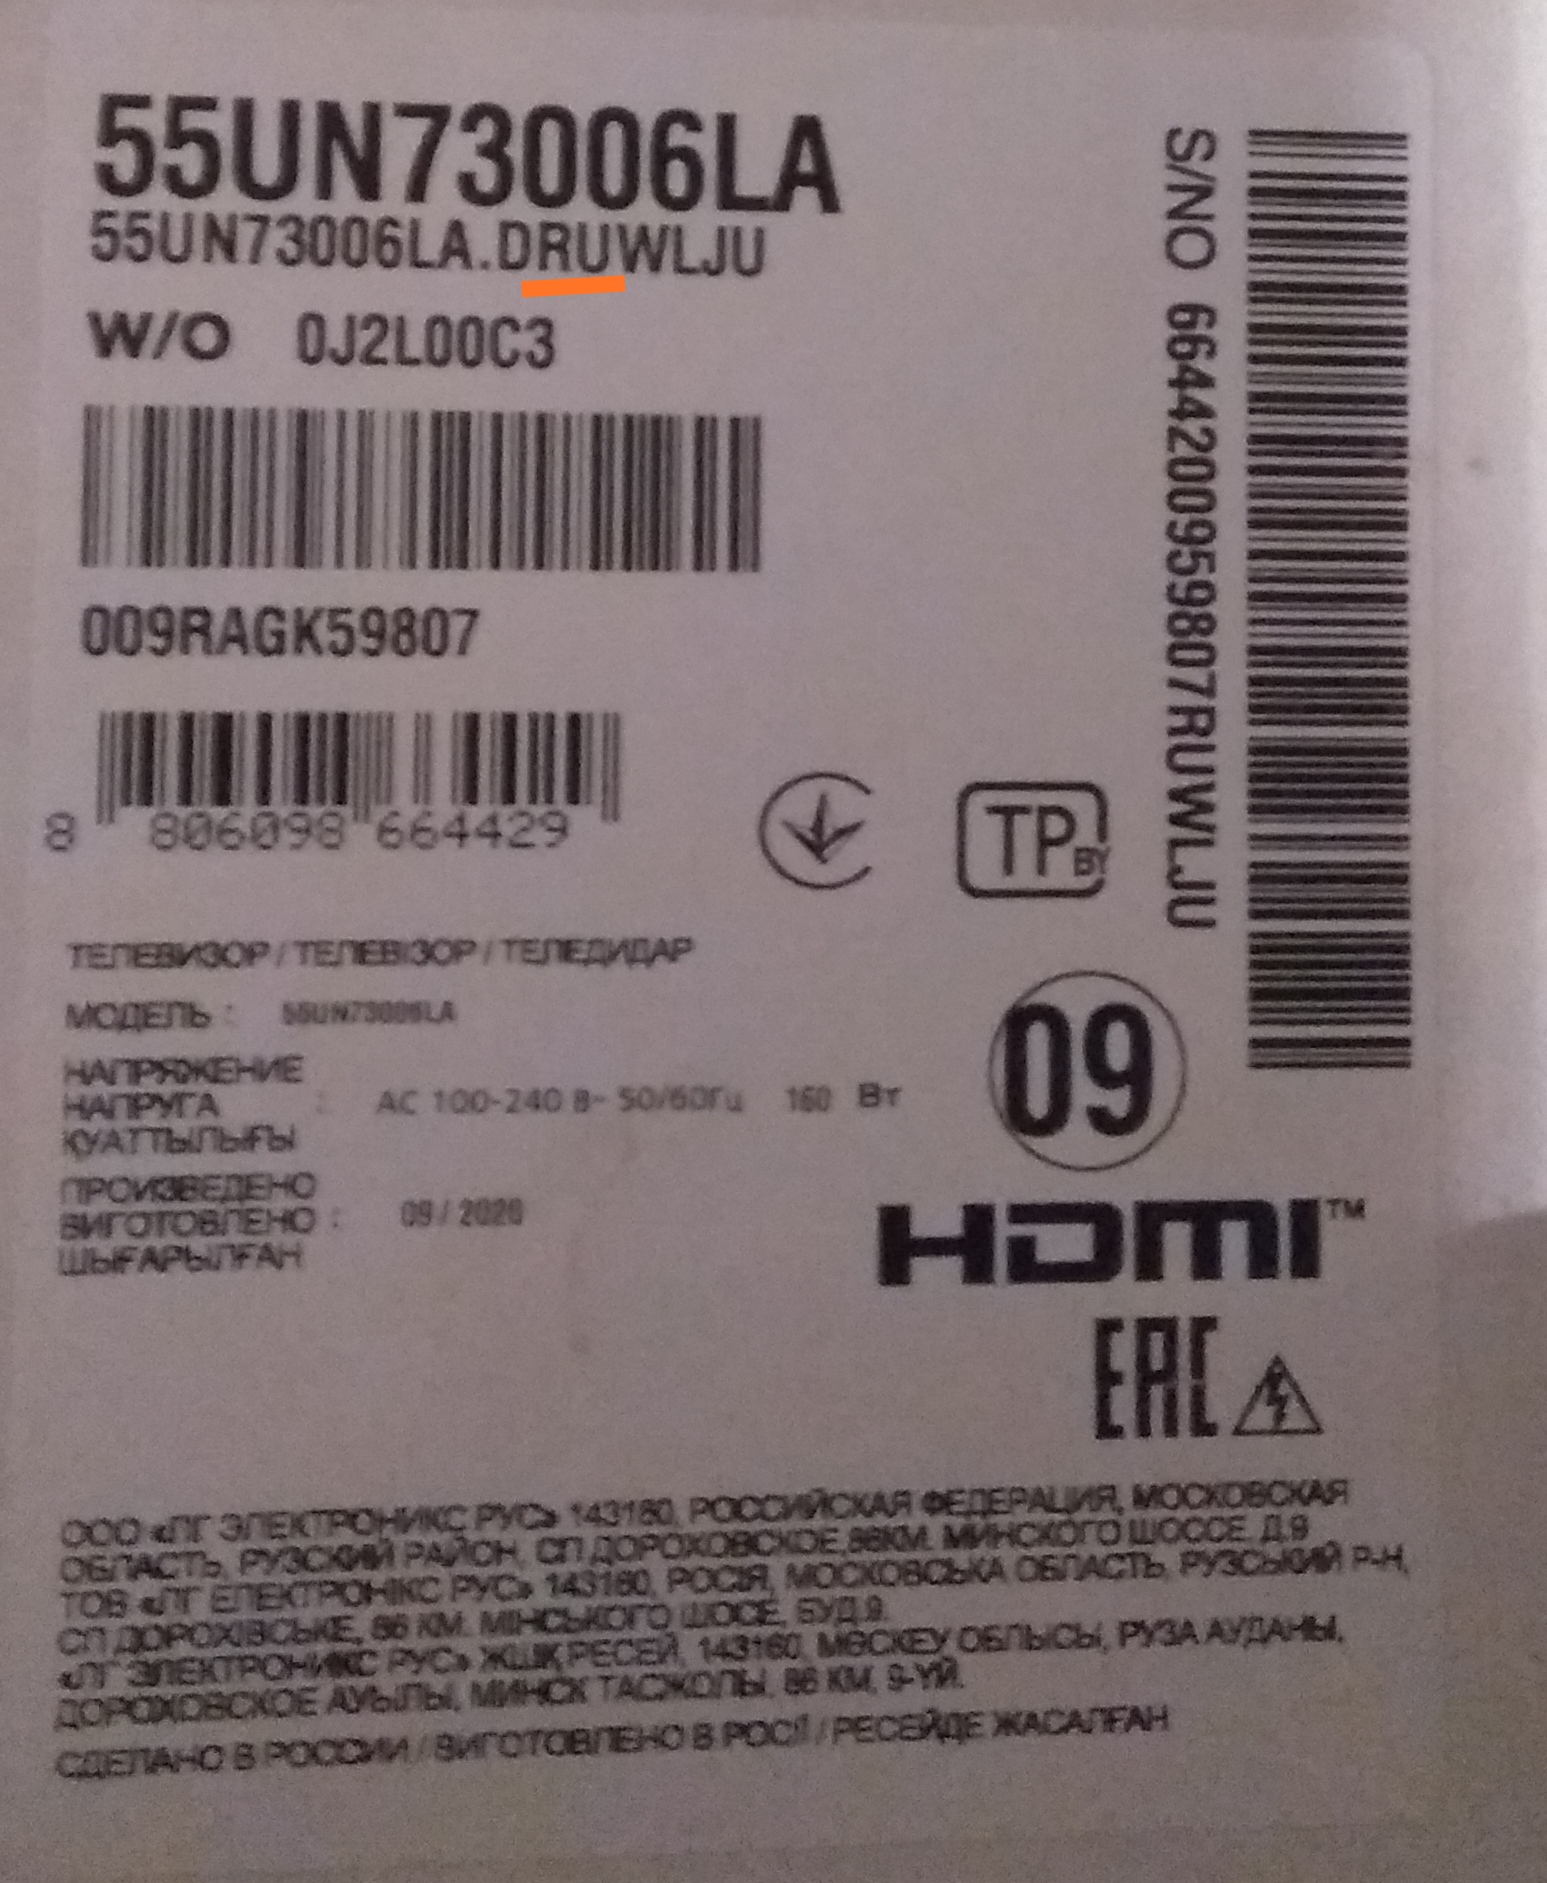 55UN73006LA
55UN73006LA.DRUWLJU
W/O 0J2L00C3
009RAGK59807
8 806098 664429
S/NO 6644200959807RUWLJU
TP BY
ТЕЛЕВИЗОР / ТЕЛЕВІЗОР / ТЕЛЕДИДАР
МОДЕЛЬ : 55UN73006LA
НАПРЯЖЕНИЕ
НАПРУГА : AC 100-240 В~ 50/60Гц 160 Вт
ҚУАТТЫЛЫҒЫ
ПРОИЗВЕДЕНО
ВИГОТОВЛЕНО : 09 / 2020
ШЫҒАРЫЛҒАН
09
HDMI™
EAC
ООО «ЛГ ЭЛЕКТРОНИКС РУС» 143160, РОССИЙСКАЯ ФЕДЕРАЦИЯ, МОСКОВСКАЯ
ОБЛАСТЬ, РУЗСКИЙ РАЙОН, СП ДОРОХОВСКОЕ,86КМ. МИНСКОГО ШОССЕ, Д.9
ТОВ «ЛГ ЕЛЕКТРОНІКС РУС» 143160, РОСІЯ, МОСКОВСЬКА ОБЛАСТЬ, РУЗСЬКИЙ Р-Н,
СП ДОРОХІВСЬКЕ, 86 КМ. МІНСЬКОГО ШОСЕ, БУД.9.
«ЛГ ЭЛЕКТРОНИКС РУС» ЖШҚ РЕСЕЙ, 143160, МӘСКЕУ ОБЛЫСЫ, РУЗА АУДАНЫ,
ДОРОХОВСКОЕ АУЫЛЫ, МИНСК ТАСЖОЛЫ, 86 КМ, 9-ҮЙ.
СДЕЛАНО В РОССИИ / ВИГОТОВЛЕНО В РОСІЇ / РЕСЕЙДЕ ЖАСАЛҒАН